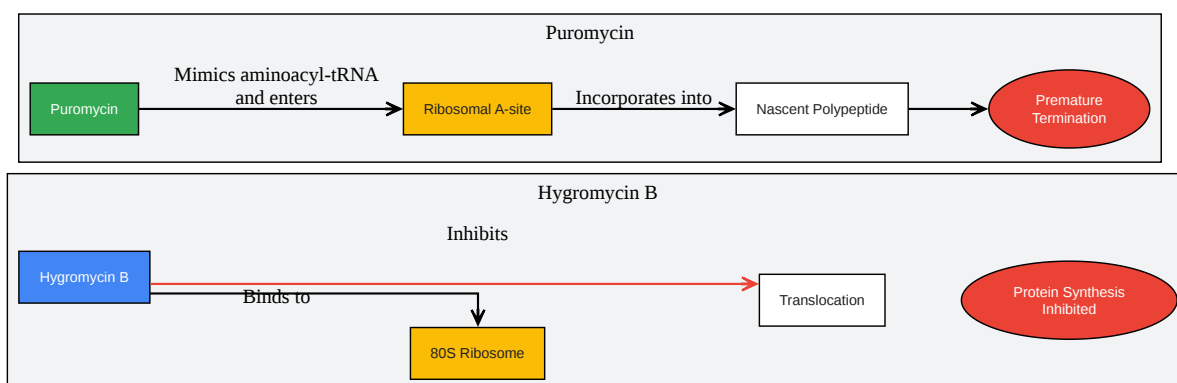 Puromycin
Mimics aminoacyl-tRNA
and enters
Puromycin
Ribosomal A-site
Incorporates into
Nascent Polypeptide
Premature
Termination
Hygromycin B
Inhibits
Hygromycin B
Binds to
Translocation
Protein Synthesis
Inhibited
80S Ribosome